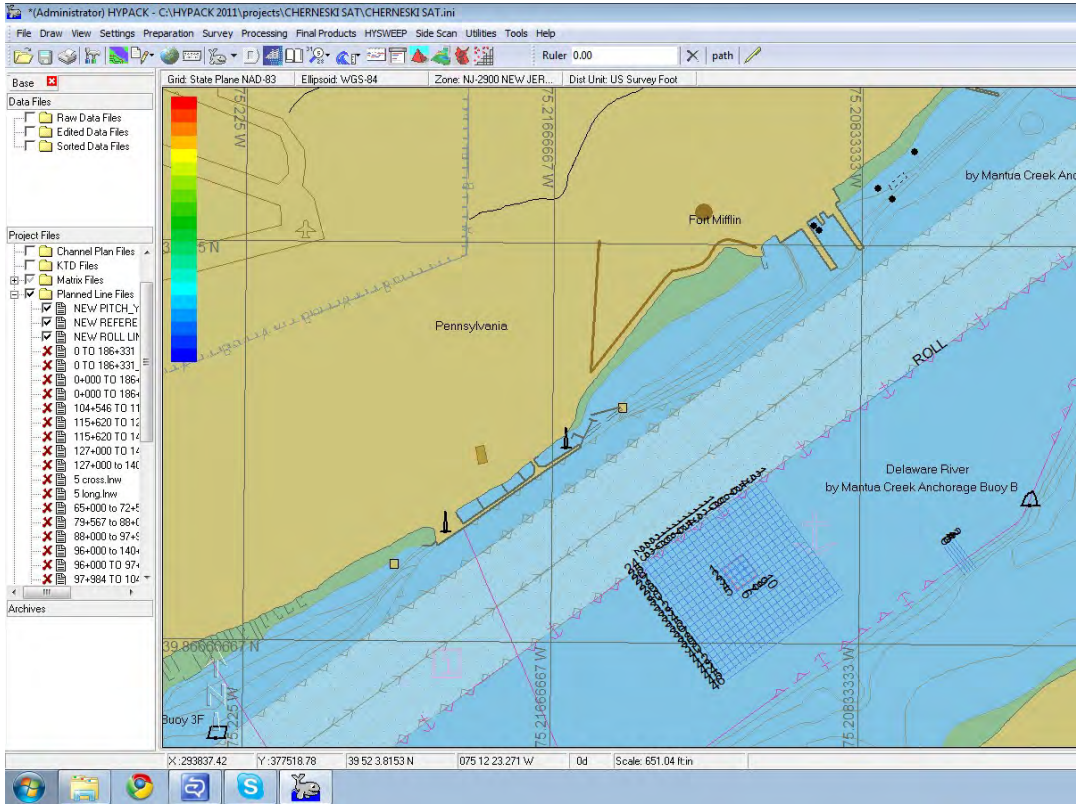 *(Administrator) HYPACK - C:\HYPACK 2011\projects\CHERNESKI SAT\CHERNESKI SAT.ini
File Draw View Settings Preparation Survey Processing Final Products HYSWEEP Side Scan Utilities Tools Help
Ruler 0.00 path
Base
Grid: State Plane NAD-83 Ellipsoid: WGS-84 Zone: NJ-2900 NEW JER... Dist Unit: US Survey Foot
Data Files
Raw Data Files
Edited Data Files
Sorted Data Files
Project Files
Channel Plan Files
KTD Files
Matrix Files
Planned Line Files
NEW PITCH_Y
NEW REFERE
NEW ROLL LIN
0 TO 186+331
0 TO 186+331_
0+000 TO 186+
0+000 TO 186+
104+546 TO 11
115+620 TO 12
115+620 TO 14
127+000 TO 14
127+000 to 140
5 cross.lnw
5 long.lnw
65+000 to 72+5
79+567 to 88+0
88+000 to 97+9
96+000 to 140+
96+000 TO 97+
97+984 TO 104
Archives
75.225 W
75.21666667 W
75.20833333 W
by Mantua Creek Anc
Fort Mifflin
5 N
Pennsylvania
ROLL
Delaware River
by Mantua Creek Anchorage Buoy B
39.86666667 N
75.225 W
75.21666667 W
75.20833333 W
Buoy 3F
X:293837.42 Y:377518.78 39 52 3.8153 N 075 12 23.271 W 0d Scale: 651.04 ft:in